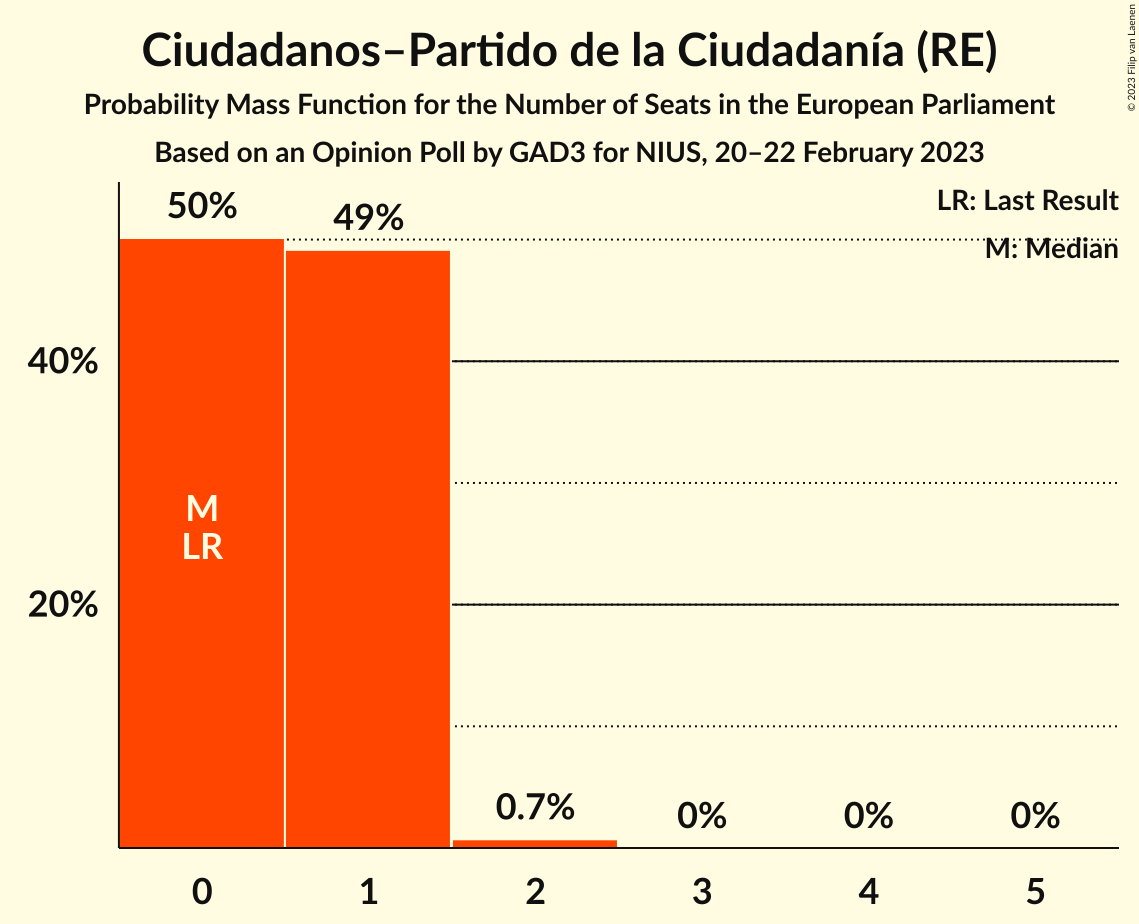 Ciudadanos–Partido de la Ciudadanía (RE)
Probability Mass Function for the Number of Seats in the European Parliament
Based on an Opinion Poll by GAD3 for NIUS, 20–22 February 2023
© 2023 Filip van Laenen
LR: Last Result
M: Median
50%
49%
40%
M
LR
20%
0.7%
0%
0%
0%
0
1
2
3
4
5